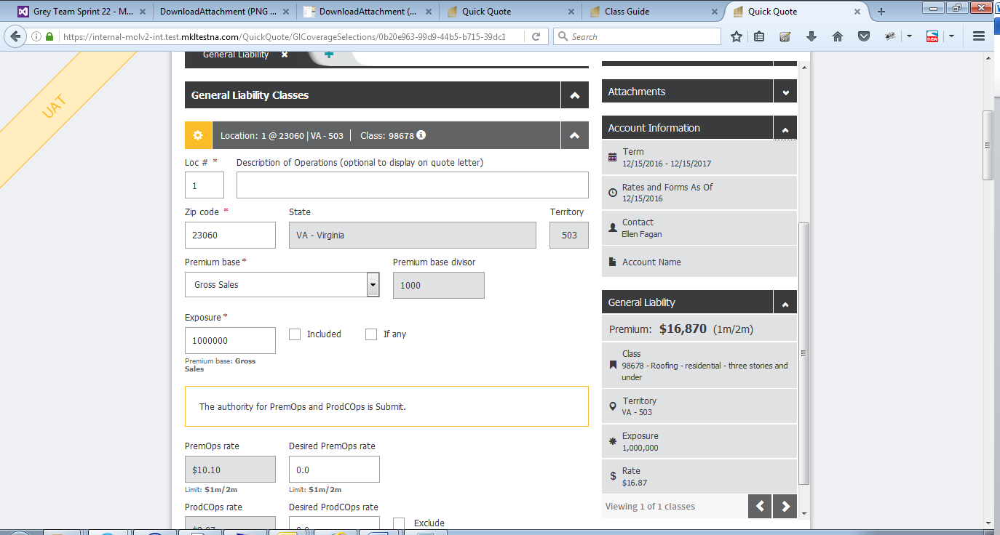 Grey Team Sprint 22 - M...
DownloadAttachment (PNG ...
DownloadAttachment (...
Quick Quote
Class Guide
Quick Quote
https://internal-molv2-int.test.mkltestna.com/QuickQuote/GlCoverageSelections/0b20e963-99d9-44b5-b715-39dc1
Search
new
UAT
General Liability
General Liability Classes
Location: 1 @ 23060 | VA - 503
Class: 98678
Loc # *
Description of Operations (optional to display on quote letter)
1
Zip code *
State
Territory
23060
VA - Virginia
503
Premium base *
Premium base divisor
Gross Sales
1000
Exposure *
1000000
Included
If any
Premium base: Gross
Sales
The authority for PremOps and ProdCOps is Submit.
PremOps rate
Desired PremOps rate
$10.10
0.0
Limit: $1m/2m
Limit: $1m/2m
ProdCOps rate
Desired ProdCOps rate
Exclude
Attachments
Account Information
Term
12/15/2016 - 12/15/2017
Rates and Forms As Of
12/15/2016
Contact
Ellen Fagan
Account Name
General Liability
Premium: $16,870 (1m/2m)
Class
98678 - Roofing - residential - three stories and
under
Territory
VA - 503
Exposure
1,000,000
$ Rate
$16.87
Viewing 1 of 1 classes